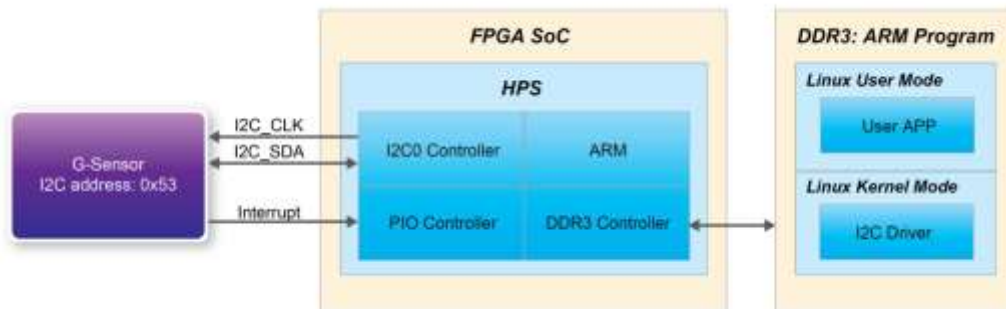 FPGA SoC
HPS
I2C_CLK
I2C_SDA
Interrupt
G-Sensor
I2C address: 0x53
I2C0 Controller
ARM
PIO Controller
DDR3 Controller
DDR3: ARM Program
Linux User Mode
User APP
Linux Kernel Mode
I2C Driver